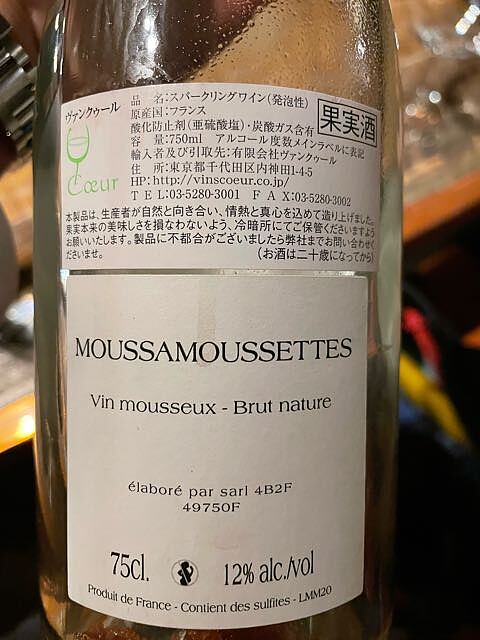 ヴァンクゥール
Cœur
品 名:スパークリングワイン(発泡性)
原産国:フランス
酸化防止剤(亜硫酸塩)・炭酸ガス含有
容 量:750ml アルコール度数メインラベルに表記
輸入者及び引取先:有限会社ヴァンクゥール
住 所:東京都千代田区内神田1-4-5
HP:http://vinscoeur.co.jp/
TEL:03-5280-3001 FAX:03-5280-3002
果実酒
本製品は、生産者が自然と向き合い、情熱と真心を込めて造り上げました。
果実本来の美味しさを損なわないよう、冷暗所にてご保管くださいますよう
お願いいたします。製品に不都合がございましたら弊社までお問い合わせく
ださいませ。 (お酒は二十歳になってから)
MOUSSAMOUSSETTES
Vin mousseux - Brut nature
élaboré par sarl 4B2F
49750F
75cl. 12% alc./vol
Produit de France - Contient des sulfites - LMM20